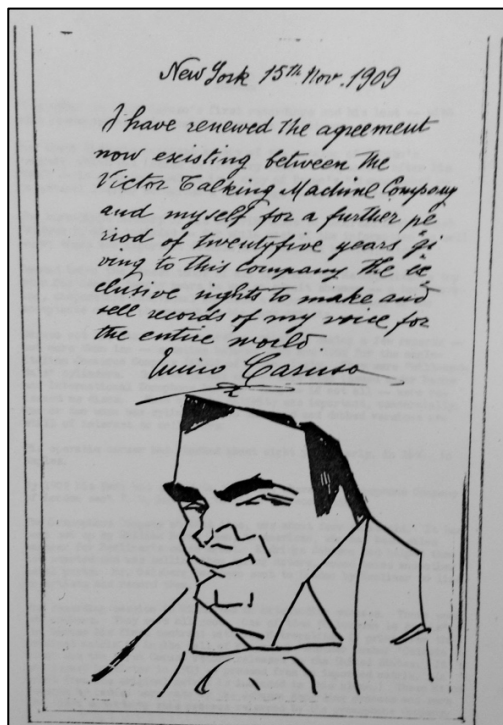 New York 15th Nov. 1909
I have renewed the agreement
now existing between the
Victor Talking Machine Company
and myself for a further pe
riod of twentyfive years gi
ving to this company the ex
clusive rights to make and
sell records of my voice for
the entire world.
Enrico Caruso